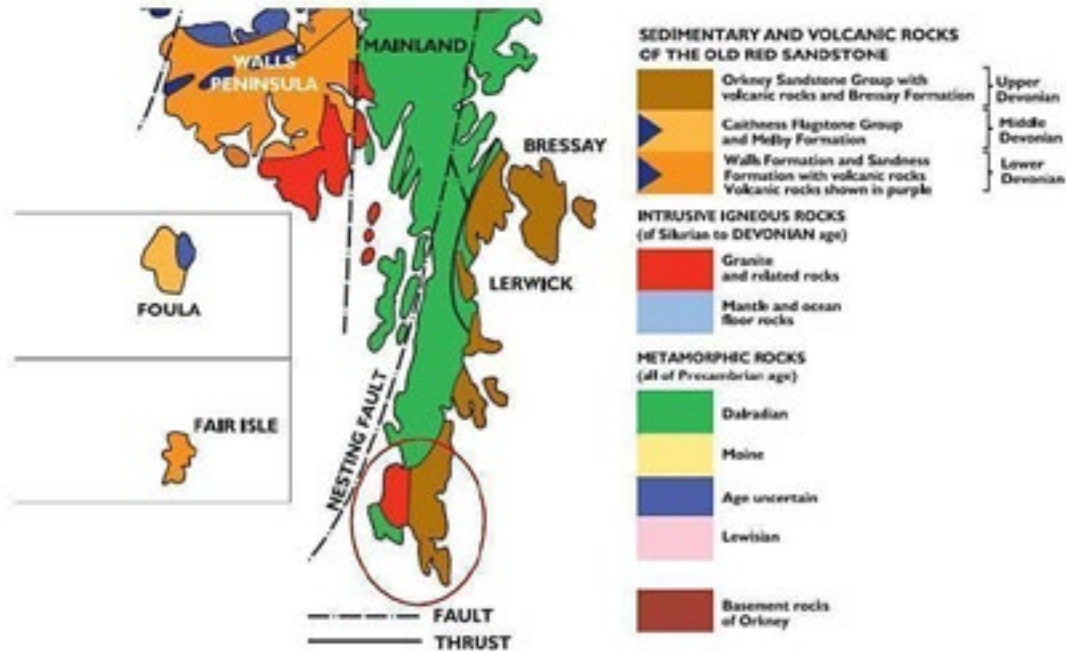 MAINLAND
WALLS
PENINSULA
BRESSAY
LERWICK
FOULA
FAIR ISLE
NESTING FAULT
FAULT
THRUST
SEDIMENTARY AND VOLCANIC ROCKS
OF THE OLD RED SANDSTONE
Orkney Sandstone Group with
volcanic rocks and Bressay Formation
Upper
Devonian
Caithness Flagstone Group
and Melby Formation
Middle
Devonian
Walls Formation and Sandness
Formation with volcanic rocks
Volcanic rocks shown in purple
Lower
Devonian
INTRUSIVE IGNEOUS ROCKS
(of Silurian to DEVONIAN age)
Granite
and related rocks
Mantle and ocean
floor rocks
METAMORPHIC ROCKS
(all of Precambrian age)
Dalradian
Moine
Age uncertain
Lewisian
Basement rocks
of Orkney